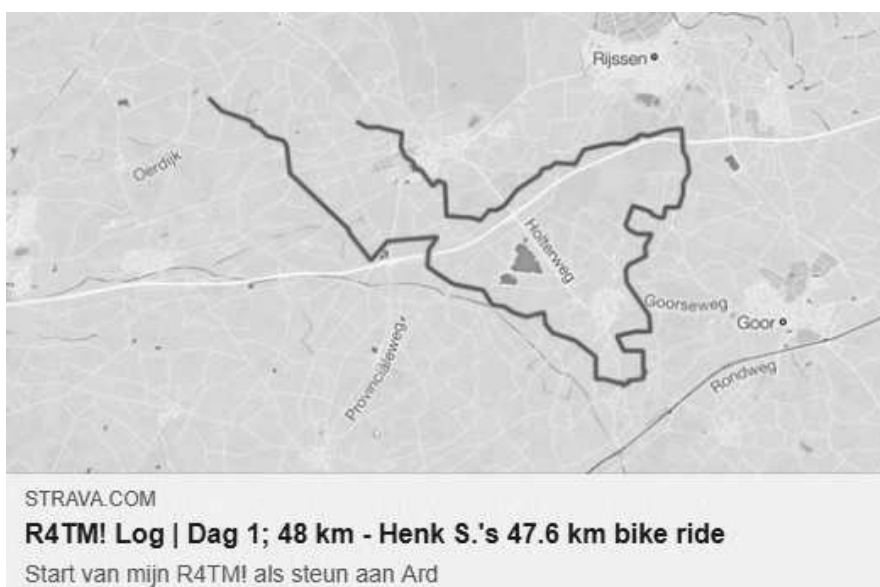 Rijssen
Oerdijk
Holterweg
Goorseweg
Goor
Rondweg
Provincialeweg
STRAVA.COM
R4TM! Log | Dag 1; 48 km - Henk S.'s 47.6 km bike ride
Start van mijn R4TM! als steun aan Ard